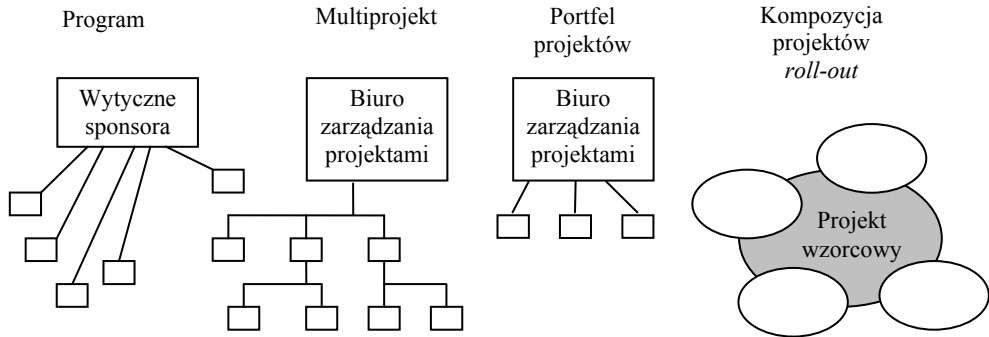 Program
Multiprojekt
Portfel
projektów
Kompozycja
projektów
roll-out
Wytyczne
sponsora
Biuro
zarządzania
projektami
Biuro
zarządzania
projektami
Projekt
wzorcowy